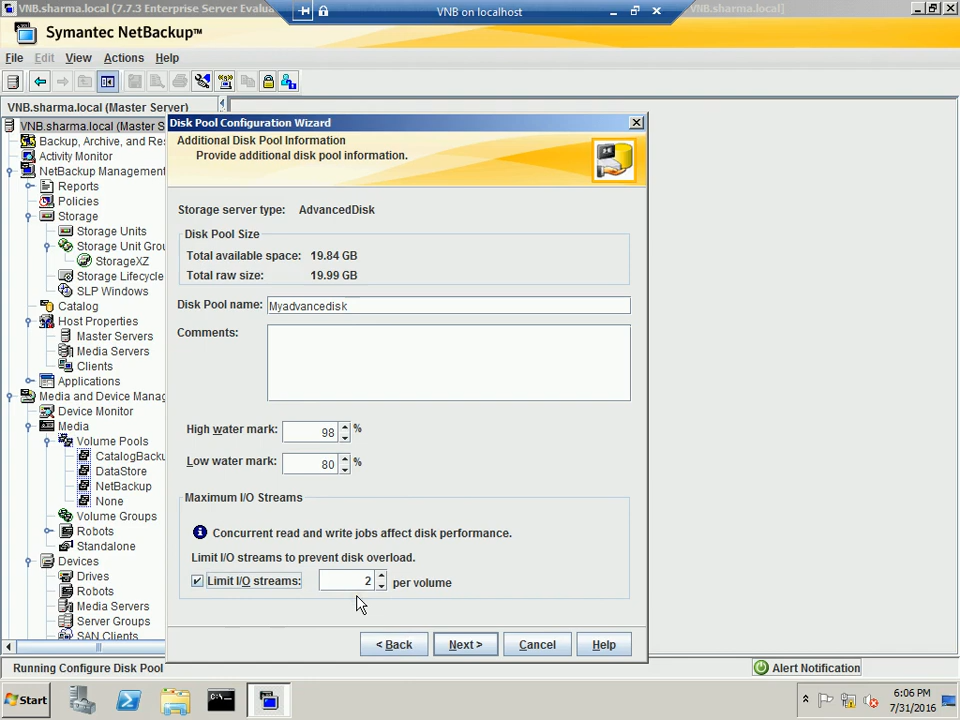 VNB.sharma.local (7.7.3 Enterprise Server Evalua
VNB on localhost
VNB.sharma.local]
Symantec NetBackup™
File Edit View Actions Help
VNB.sharma.local (Master Server)
VNB.sharma.local (Master S
Backup, Archive, and Res
Activity Monitor
NetBackup Management
Reports
Policies
Storage
Storage Units
Storage Unit Grou
StorageXZ
Storage Lifecycle
SLP Windows
Catalog
Host Properties
Master Servers
Media Servers
Clients
Applications
Media and Device Manag
Device Monitor
Media
Volume Pools
CatalogBacku
DataStore
NetBackup
None
Volume Groups
Robots
Standalone
Devices
Drives
Robots
Media Servers
Server Groups
SAN Clients
Disk Pool Configuration Wizard
Additional Disk Pool Information
Provide additional disk pool information.
Storage server type: AdvancedDisk
Disk Pool Size
Total available space: 19.84 GB
Total raw size: 19.99 GB
Disk Pool name: Myadvancedisk
Comments:
High water mark: 98 %
Low water mark: 80 %
Maximum I/O Streams
Concurrent read and write jobs affect disk performance.
Limit I/O streams to prevent disk overload.
Limit I/O streams: 2 per volume
< Back Next > Cancel Help
Running Configure Disk Pool
Alert Notification
Start
6:06 PM
7/31/2016